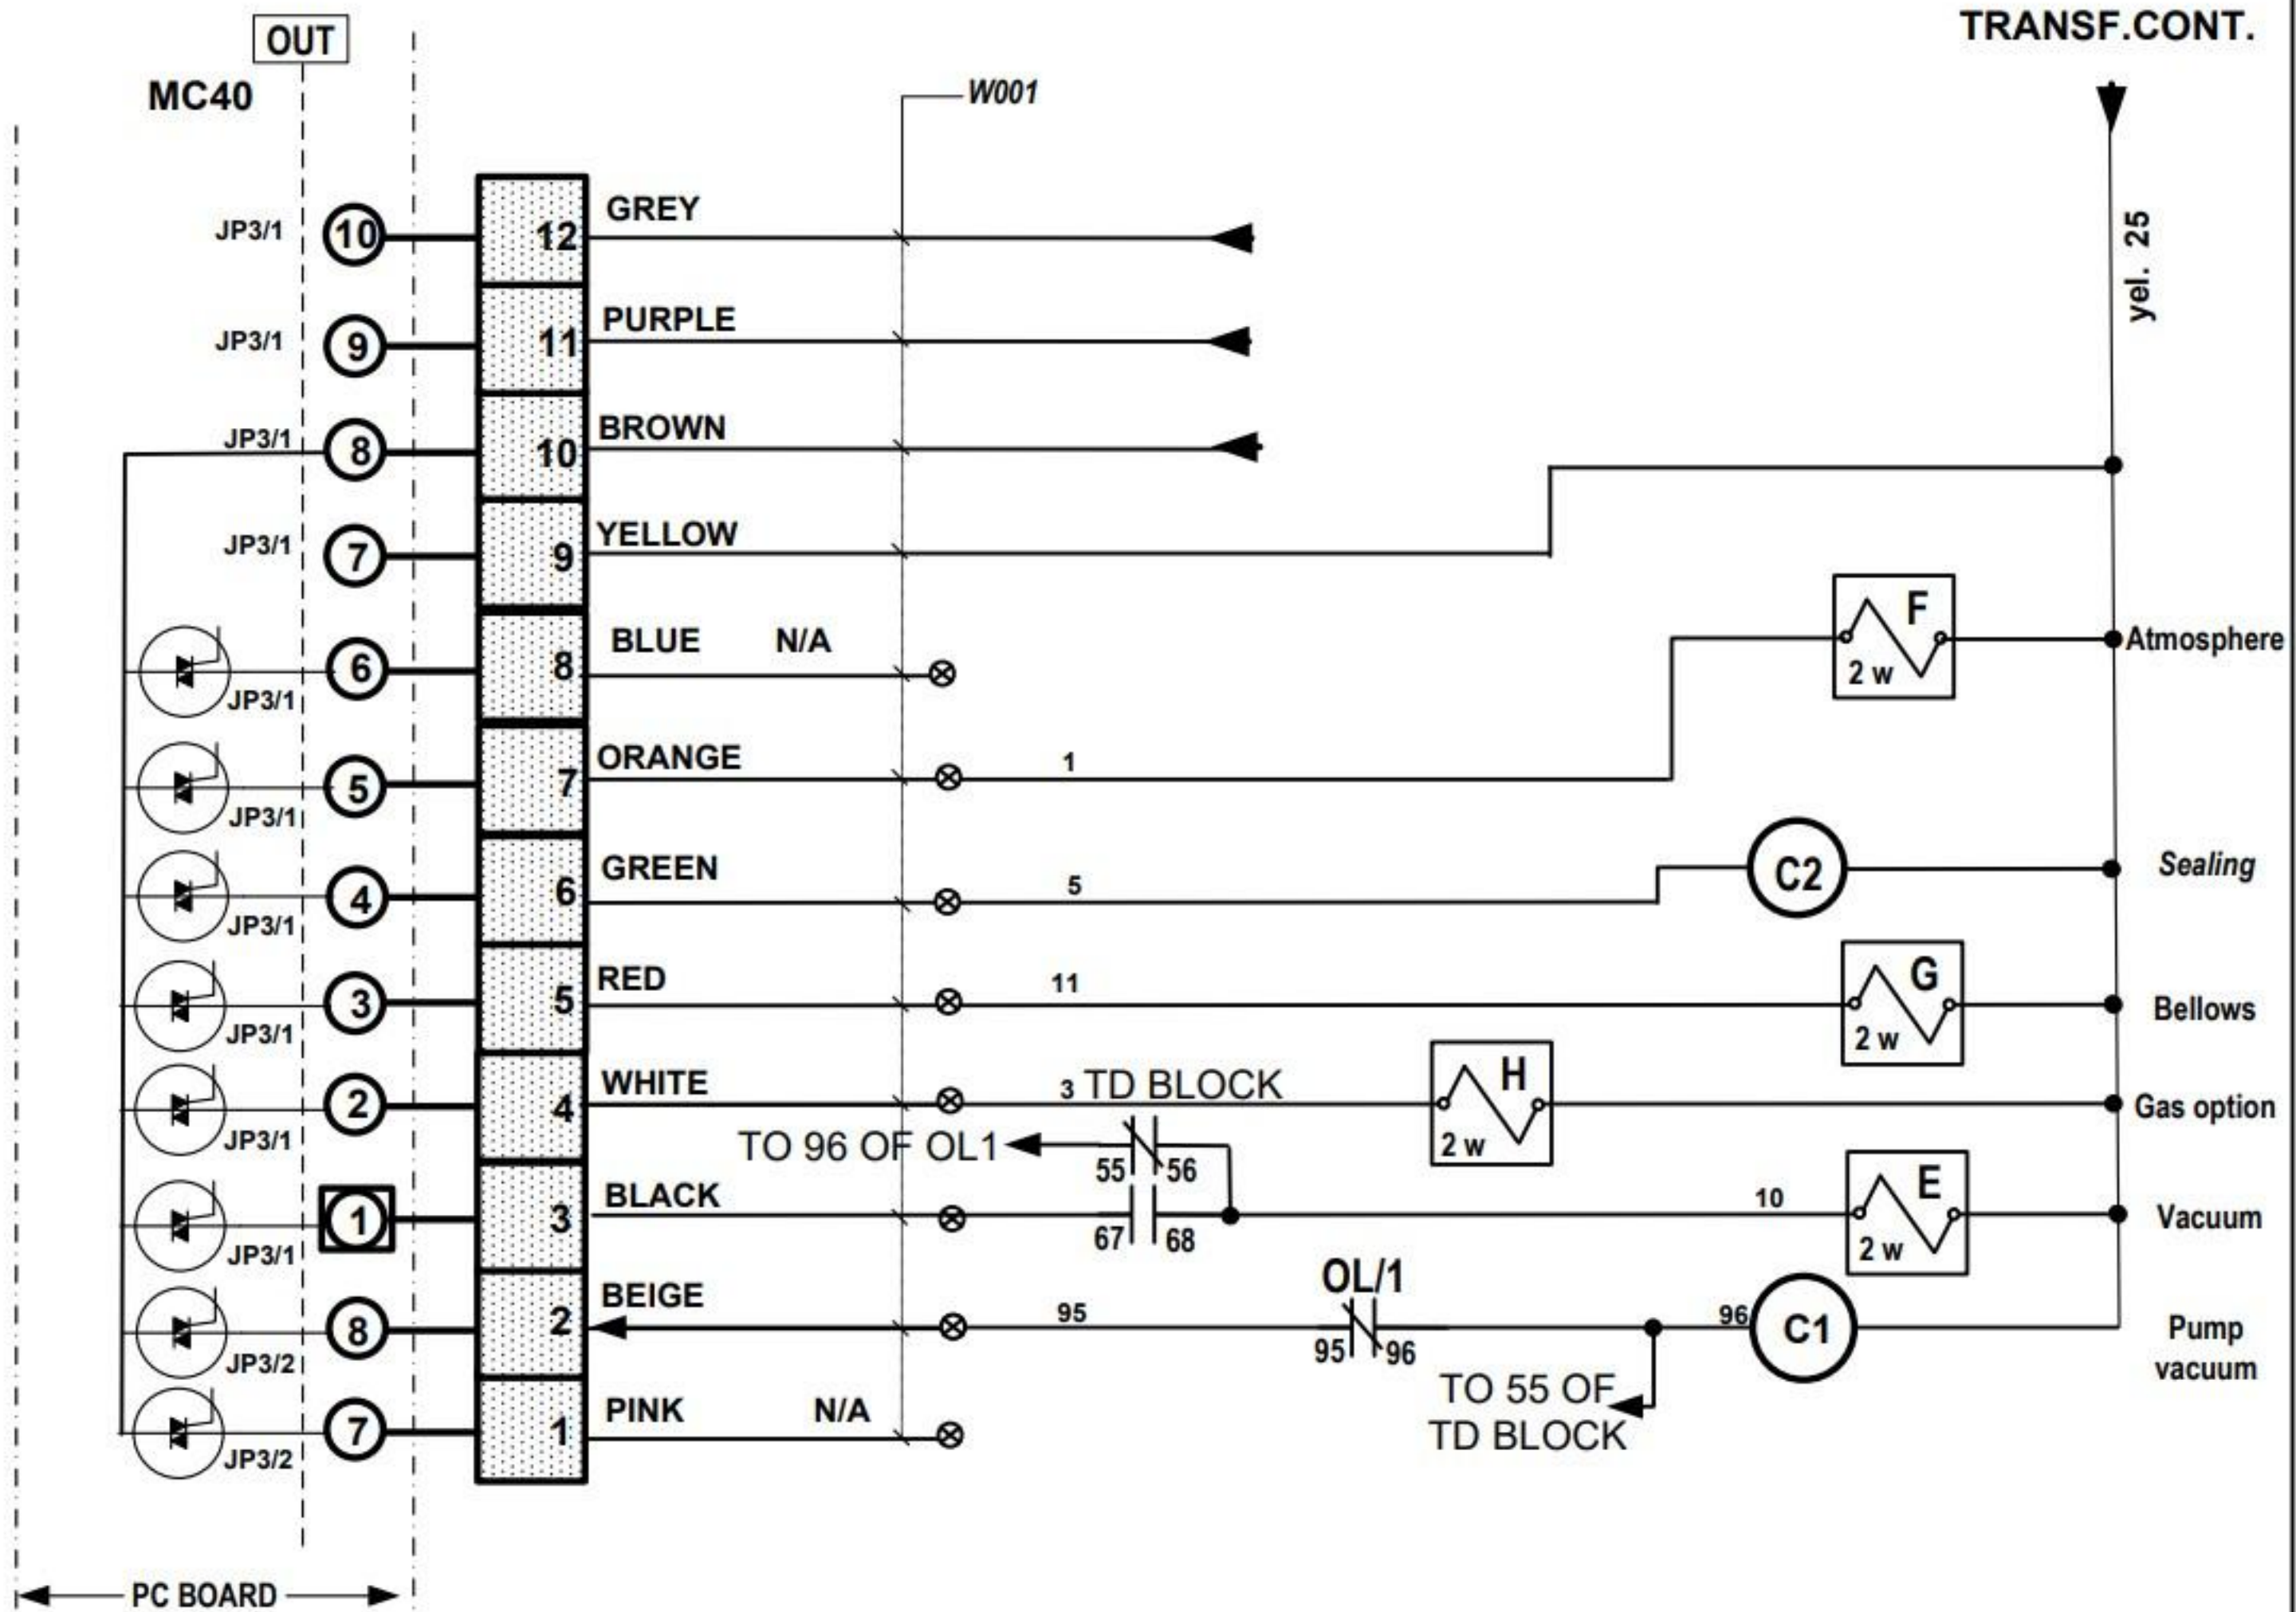 TRANSF.CONT.
OUT
MC40
W001
yel. 25
JP3/1 10 12 GREY
JP3/1 9 11 PURPLE
JP3/1 8 10 BROWN
JP3/1 7 9 YELLOW
F
2 w
Atmosphere
JP3/1 6 8 BLUE N/A
JP3/1 5 7 ORANGE 1
JP3/1 4 6 GREEN 5 C2 Sealing
JP3/1 3 5 RED 11
G
2 w
Bellows
JP3/1 2 4 WHITE 3 TD BLOCK
H
2 w
Gas option
TO 96 OF OL1 55 56
JP3/1 1 3 BLACK 67 68 10
E
2 w
Vacuum
OL/1
JP3/2 8 2 BEIGE 95 95 96 96 C1
Pump
vacuum
TO 55 OF
TD BLOCK
JP3/2 7 1 PINK N/A
PC BOARD